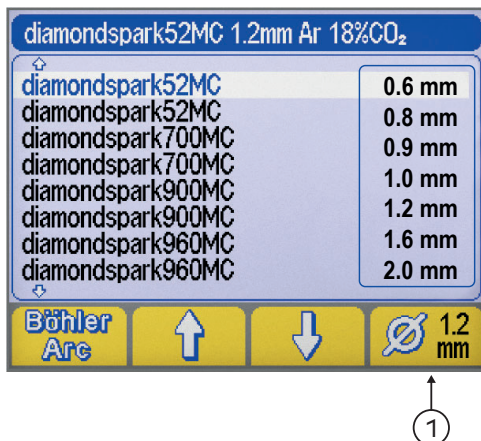 diamondspark52MC 1.2mm Ar 18%CO₂
diamondspark52MC 0.6 mm
diamondspark52MC 0.8 mm
diamondspark700MC 0.9 mm
diamondspark700MC 1.0 mm
diamondspark900MC 1.2 mm
diamondspark900MC 1.6 mm
diamondspark960MC 2.0 mm
diamondspark960MC
Böhler
Arc
Ø 1.2
mm
1